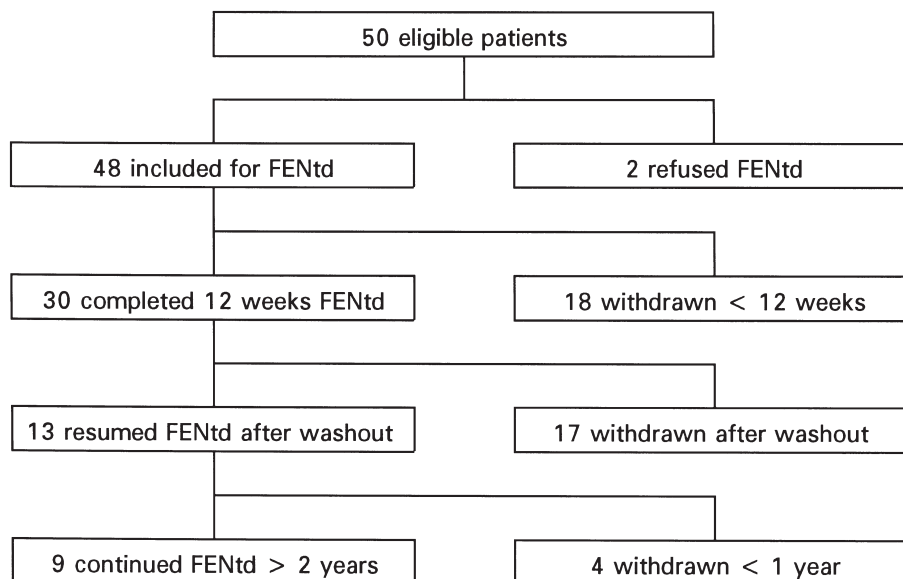 50 eligible patients
48 included for FENtd
2 refused FENtd
30 completed 12 weeks FENtd
18 withdrawn < 12 weeks
13 resumed FENtd after washout
17 withdrawn after washout
9 continued FENtd > 2 years
4 withdrawn < 1 year